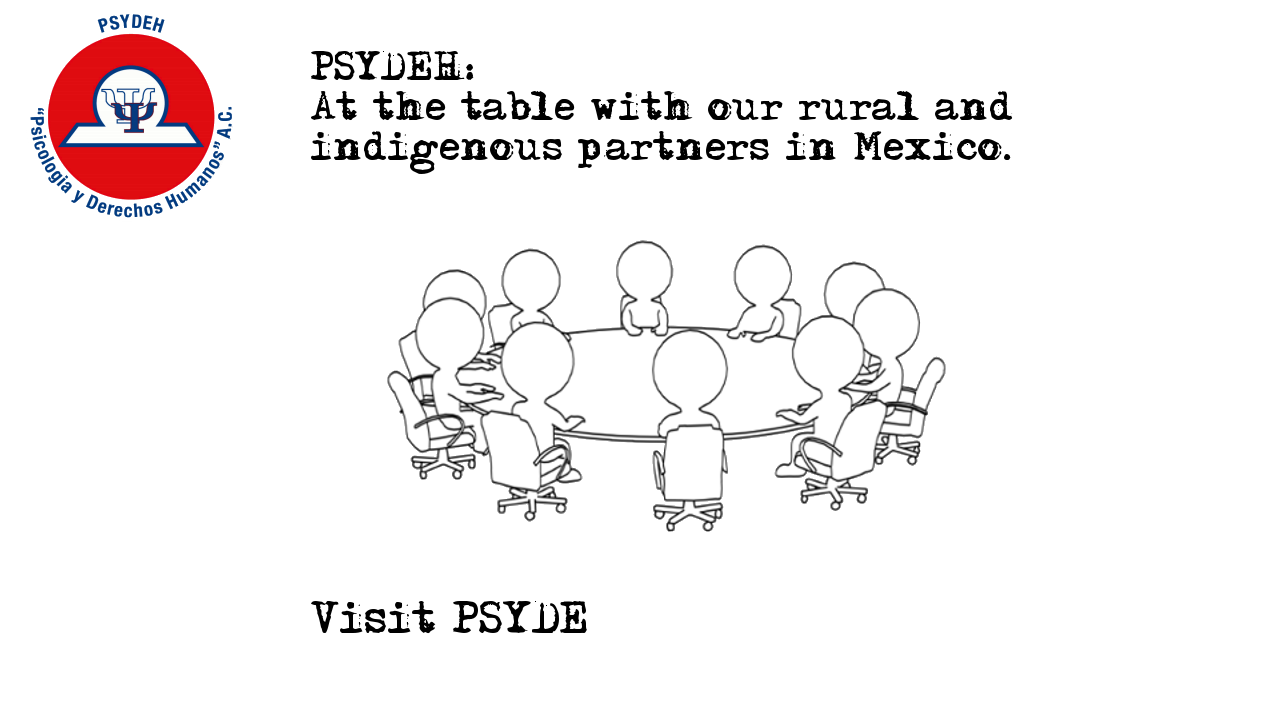 PSYDEH
"Psicología y Derechos Humanos" A.C.
PSYDEH:
At the table with our rural and
indigenous partners in Mexico.
Visit PSYDE